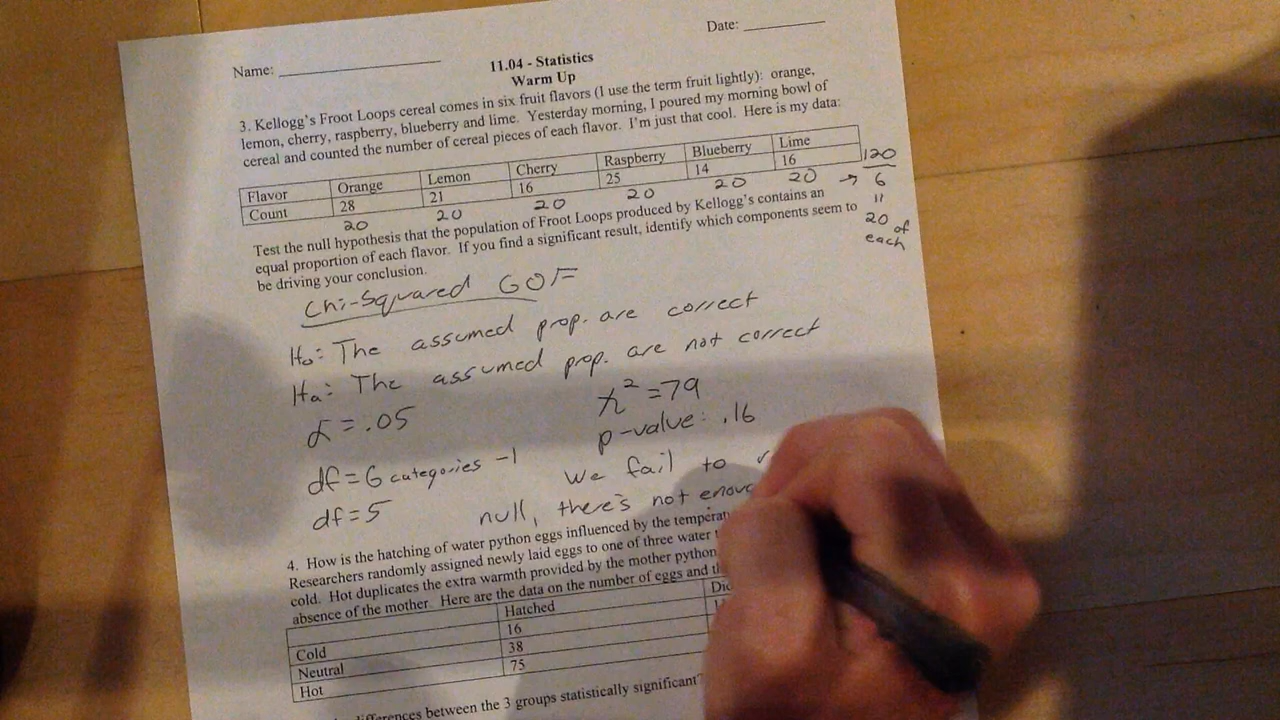 Name: ____________ Date: ____________
11.04 - Statistics
Warm Up
3. Kellogg's Froot Loops cereal comes in six fruit flavors (I use the term fruit lightly): orange,
lemon, cherry, raspberry, blueberry and lime. Yesterday morning, I poured my morning bowl of
cereal and counted the number of cereal pieces of each flavor. I'm just that cool. Here is my data:
Flavor Orange Lemon Cherry Raspberry Blueberry Lime
Count 28 21 16 25 14 16
20 20 20 20 20 20
→ 120
6
"
20 of
each
Test the null hypothesis that the population of Froot Loops produced by Kellogg's contains an
equal proportion of each flavor. If you find a significant result, identify which components seem to
be driving your conclusion.
Chi-Squared GOF
Ho: The assumed prop. are correct
Ha: The assumed prop. are not correct
α = .05
χ² = 79
p-value: .16
df = 6 categories -1
df = 5
we fail to
null, there's not
4. How is the hatching of water python eggs influenced by the
Researchers randomly assigned newly laid eggs to one of three water
cold. Hot duplicates the extra warmth provided by the mother python
absence of the mother. Here are the data on the number of eggs and
Hatched
Cold 16
Neutral 38
Hot 75
differences between the 3 groups statistically significant